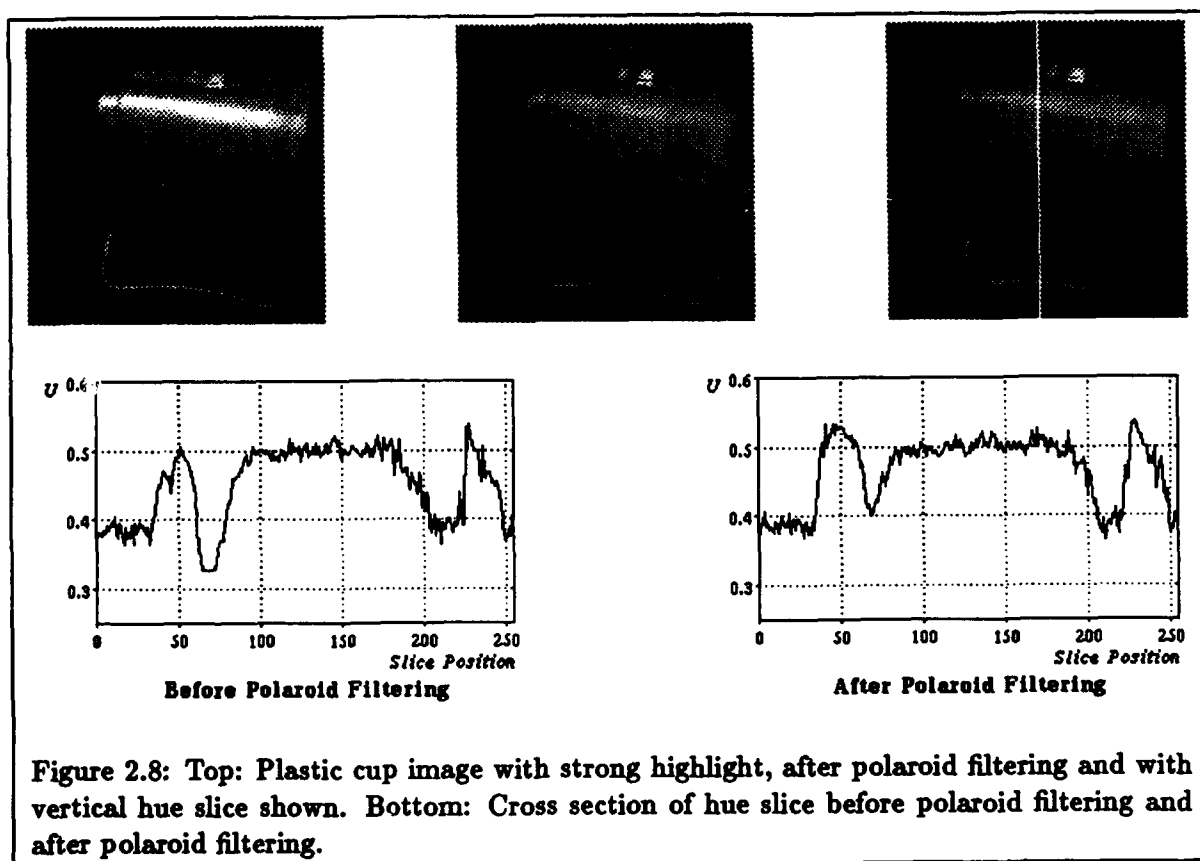 U 0.6
0.5
0.4
0.3
0 50 100 150 200 250
Slice Position
Before Polaroid Filtering
U 0.6
0.5
0.4
0.3
0 50 100 150 200 250
Slice Position
After Polaroid Filtering
Figure 2.8: Top: Plastic cup image with strong highlight, after polaroid filtering and with
vertical hue slice shown. Bottom: Cross section of hue slice before polaroid filtering and
after polaroid filtering.